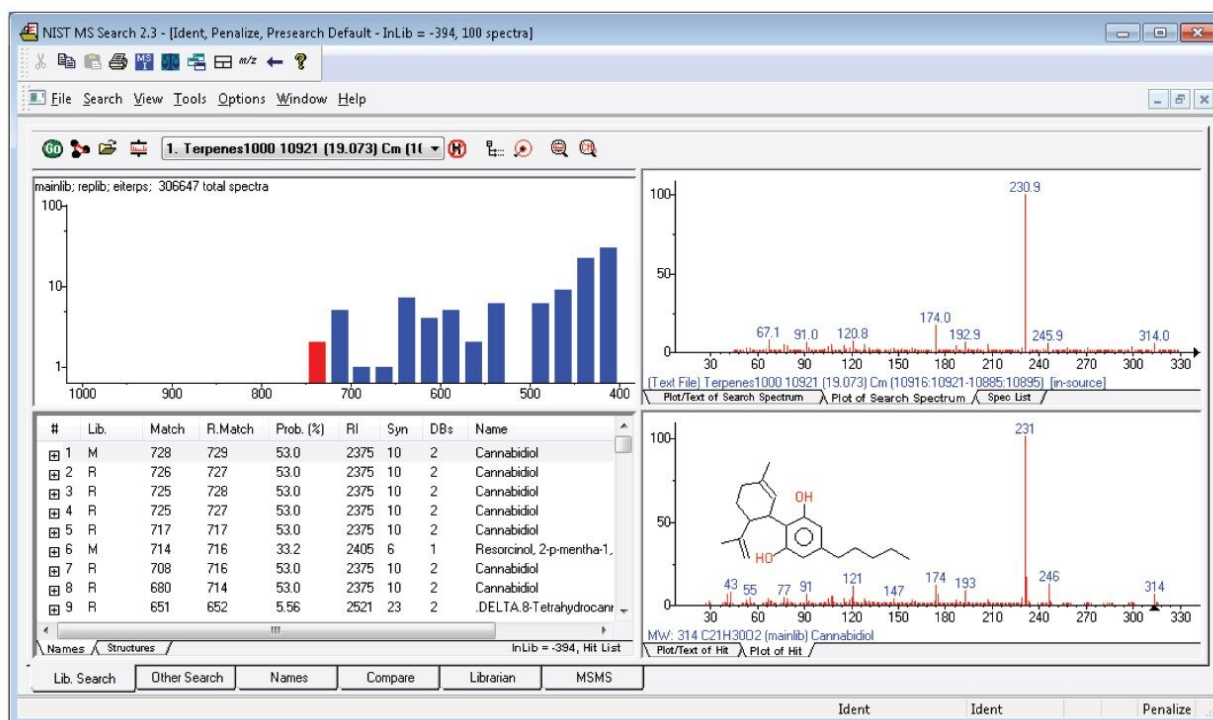 NIST MS Search 2.3 - [Ident, Penalize, Presearch Default - InLib = -394, 100 spectra]
m/z
File Search View Tools Options Window Help
1. Terpenes1000 10921 (19.073) Cm (1(
mainlib; replib; eiterps; 306647 total spectra
100
10
1
1000 900 800 700 600 500 400
# Lib. Match R.Match Prob. (%) RI Syn DBs Name
1 M 728 729 53.0 2375 10 2 Cannabidiol
2 R 726 727 53.0 2375 10 2 Cannabidiol
3 R 725 728 53.0 2375 10 2 Cannabidiol
4 R 725 727 53.0 2375 10 2 Cannabidiol
5 R 717 717 53.0 2375 10 2 Cannabidiol
6 M 714 716 33.2 2405 6 1 Resorcinol, 2-p-mentha-1,
7 R 708 716 53.0 2375 10 2 Cannabidiol
8 R 680 714 53.0 2375 10 2 Cannabidiol
9 R 651 652 5.56 2521 23 2 .DELTA.8-Tetrahydrocanr
Names Structures InLib = -394, Hit List
100
50
0
230.9
67.1 91.0 120.8 174.0 192.9 245.9 314.0
30 60 90 120 150 180 210 240 270 300 330
(Text File) Terpenes1000 10921 (19.073) Cm (10916:10921-10885:10895) [in-source]
Plot/Text of Search Spectrum Plot of Search Spectrum Spec List
100
50
0
231
OH
HO
43 55 77 91 121 147 174 193 246 314
30 60 90 120 150 180 210 240 270 300 330
MW: 314 C21H30O2 (mainlib) Cannabidiol
Plot/Text of Hit Plot of Hit
Lib. Search Other Search Names Compare Librarian MSMS
Ident Ident Penalize